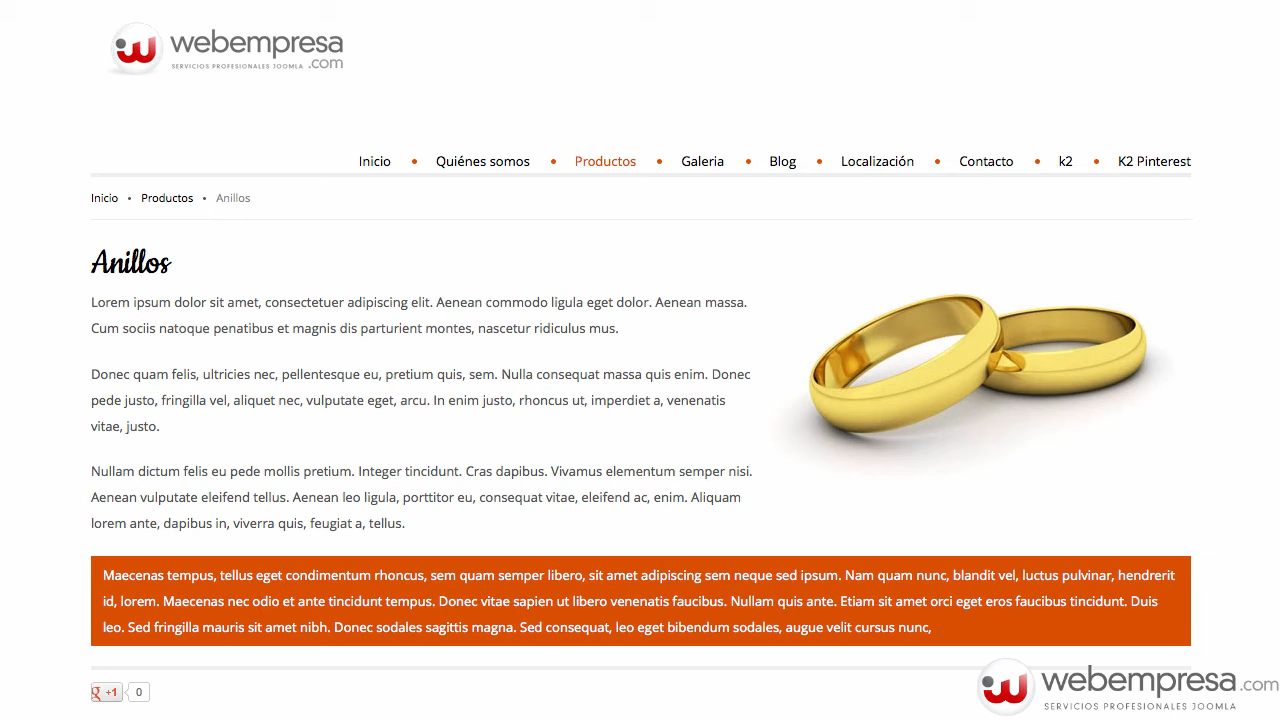 webempresa
SERVICIOS PROFESIONALES JOOMLA .com
Inicio • Quiénes somos • Productos • Galeria • Blog • Localización • Contacto • k2 • K2 Pinterest
Inicio • Productos • Anillos
Anillos
Lorem ipsum dolor sit amet, consectetuer adipiscing elit. Aenean commodo ligula eget dolor. Aenean massa.
Cum sociis natoque penatibus et magnis dis parturient montes, nascetur ridiculus mus.
Donec quam felis, ultricies nec, pellentesque eu, pretium quis, sem. Nulla consequat massa quis enim. Donec
pede justo, fringilla vel, aliquet nec, vulputate eget, arcu. In enim justo, rhoncus ut, imperdiet a, venenatis
vitae, justo.
Nullam dictum felis eu pede mollis pretium. Integer tincidunt. Cras dapibus. Vivamus elementum semper nisi.
Aenean vulputate eleifend tellus. Aenean leo ligula, porttitor eu, consequat vitae, eleifend ac, enim. Aliquam
lorem ante, dapibus in, viverra quis, feugiat a, tellus.
Maecenas tempus, tellus eget condimentum rhoncus, sem quam semper libero, sit amet adipiscing sem neque sed ipsum. Nam quam nunc, blandit vel, luctus pulvinar, hendrerit
id, lorem. Maecenas nec odio et ante tincidunt tempus. Donec vitae sapien ut libero venenatis faucibus. Nullam quis ante. Etiam sit amet orci eget eros faucibus tincidunt. Duis
leo. Sed fringilla mauris sit amet nibh. Donec sodales sagittis magna. Sed consequat, leo eget bibendum sodales, augue velit cursus nunc,
g +1 0
webempresa.com
SERVICIOS PROFESIONALES JOOMLA